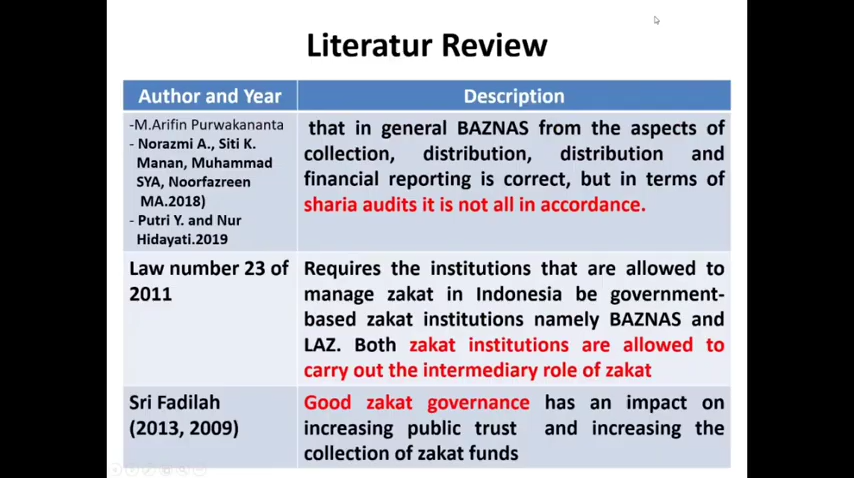 Literatur Review
Author and Year
Description
-M.Arifin Purwakananta
- Norazmi A., Siti K.
Manan, Muhammad
SYA, Noorfazreen
MA.2018)
- Putri Y. and Nur
Hidayati.2019
that in general BAZNAS from the aspects of
collection, distribution, distribution and
financial reporting is correct, but in terms of
sharia audits it is not all in accordance.
Law number 23 of
2011
Requires the institutions that are allowed to
manage zakat in Indonesia be government-
based zakat institutions namely BAZNAS and
LAZ. Both zakat institutions are allowed to
carry out the intermediary role of zakat
Sri Fadilah
(2013, 2009)
Good zakat governance has an impact on
increasing public trust and increasing the
collection of zakat funds